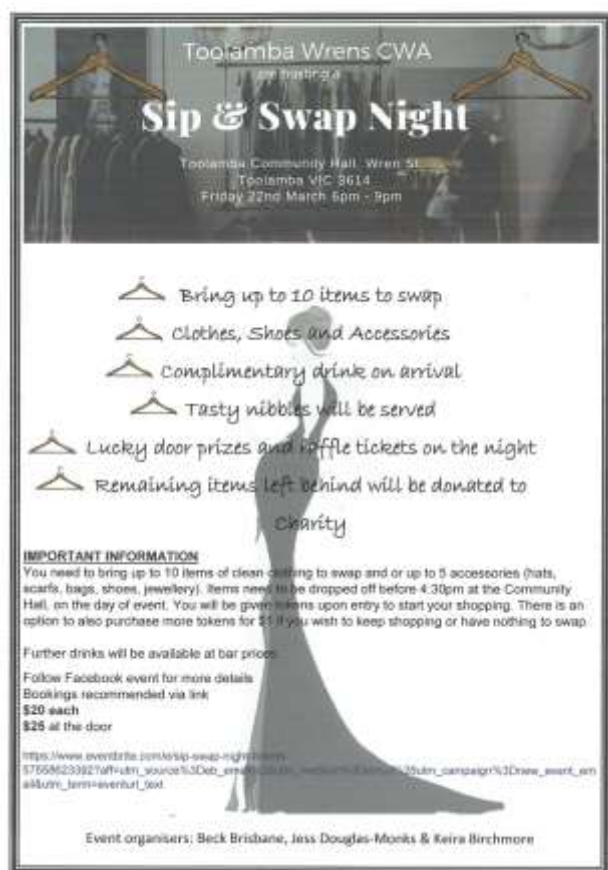 Toolamba Wrens CWA
are hosting a
Sip & Swap Night
Toolamba Community Hall, Wren St
Toolamba VIC 3614
Friday 22nd March 6pm - 9pm
Bring up to 10 items to swap
Clothes, Shoes and Accessories
Complimentary drink on arrival
Tasty nibbles will be served
Lucky door prizes and raffle tickets on the night
Remaining items left behind will be donated to
Charity
IMPORTANT INFORMATION
You need to bring up to 10 items of clean clothing to swap and or up to 5 accessories (hats,
scarfs, bags, shoes, jewellery). Items need to be dropped off before 4:30pm at the Community
Hall, on the day of event. You will be given tokens upon entry to start your shopping. There is an
option to also purchase more tokens for $1 if you wish to keep shopping or have nothing to swap
Further drinks will be available at bar prices
Follow Facebook event for more details
Bookings recommended via link
$20 each
$25 at the door
Event organisers: Beck Brisbane, Jess Douglas-Monks & Keira Birchmore